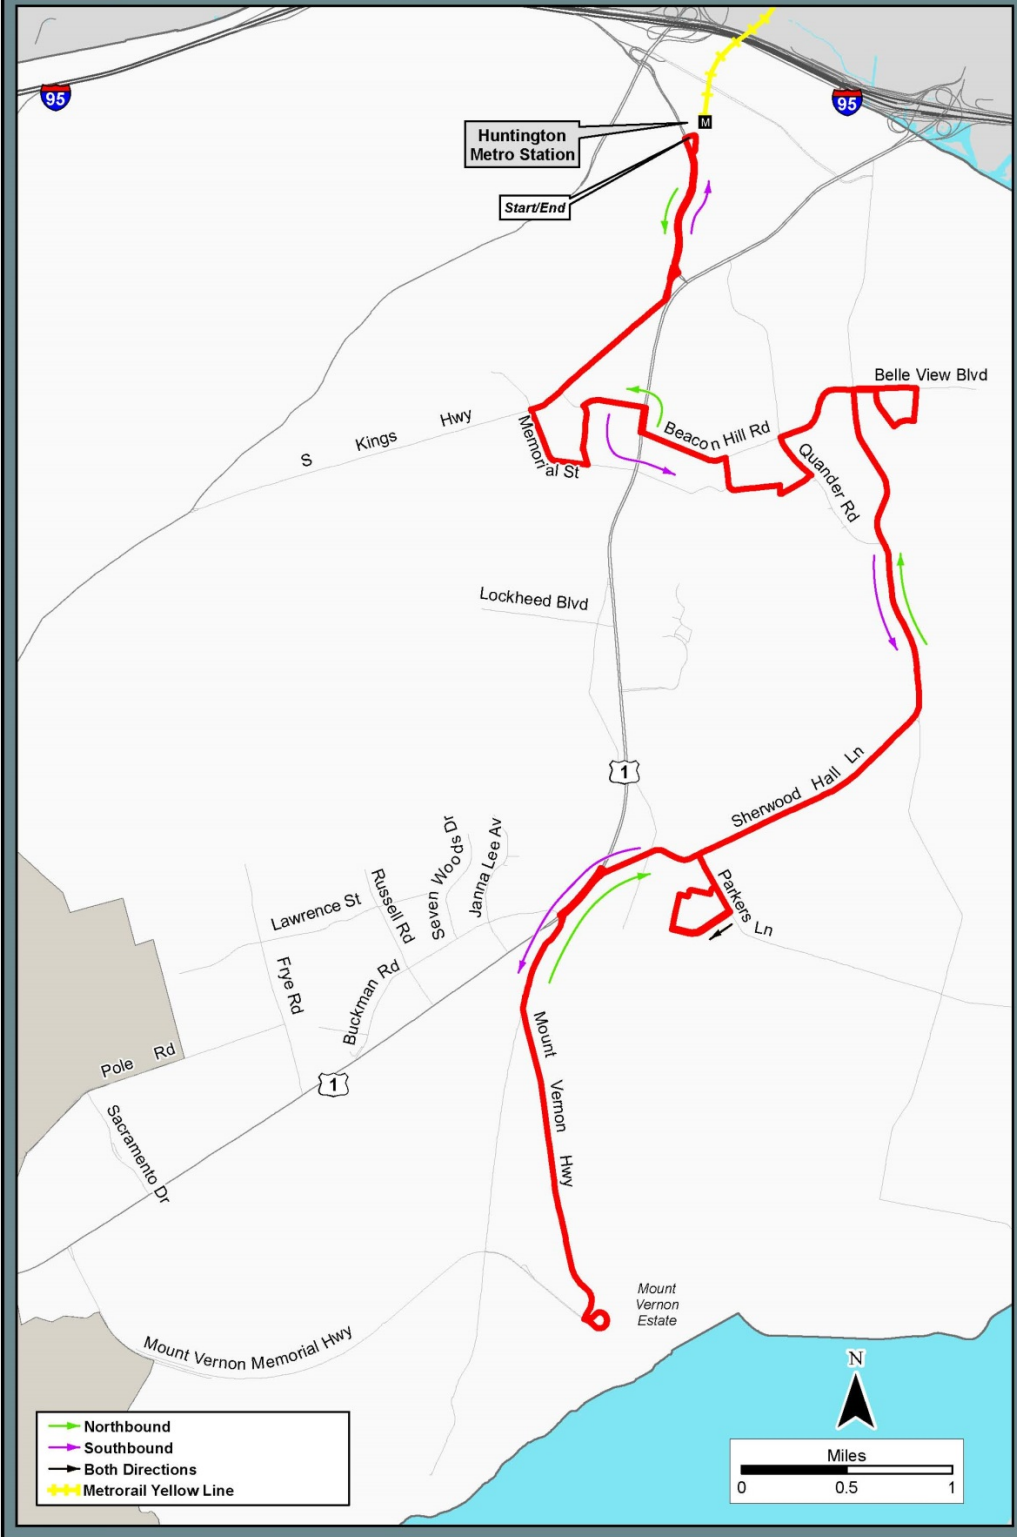 95
95
M
Huntington
Metro Station
Start/End
Belle View Blvd
S Kings Hwy
Memorial St
Beacon Hill Rd
Quander Rd
Lockheed Blvd
1
Sherwood Hall Ln
Seven Woods Dr
Janna Lee Av
Russell Rd
Lawrence St
Parkers Ln
Frye Rd
Buckman Rd
Mount Vernon Hwy
Pole Rd
1
Sacramento Dr
Mount
Vernon
Estate
Mount Vernon Memorial Hwy
N
Northbound
Southbound
Both Directions
Metrorail Yellow Line
Miles
0 0.5 1